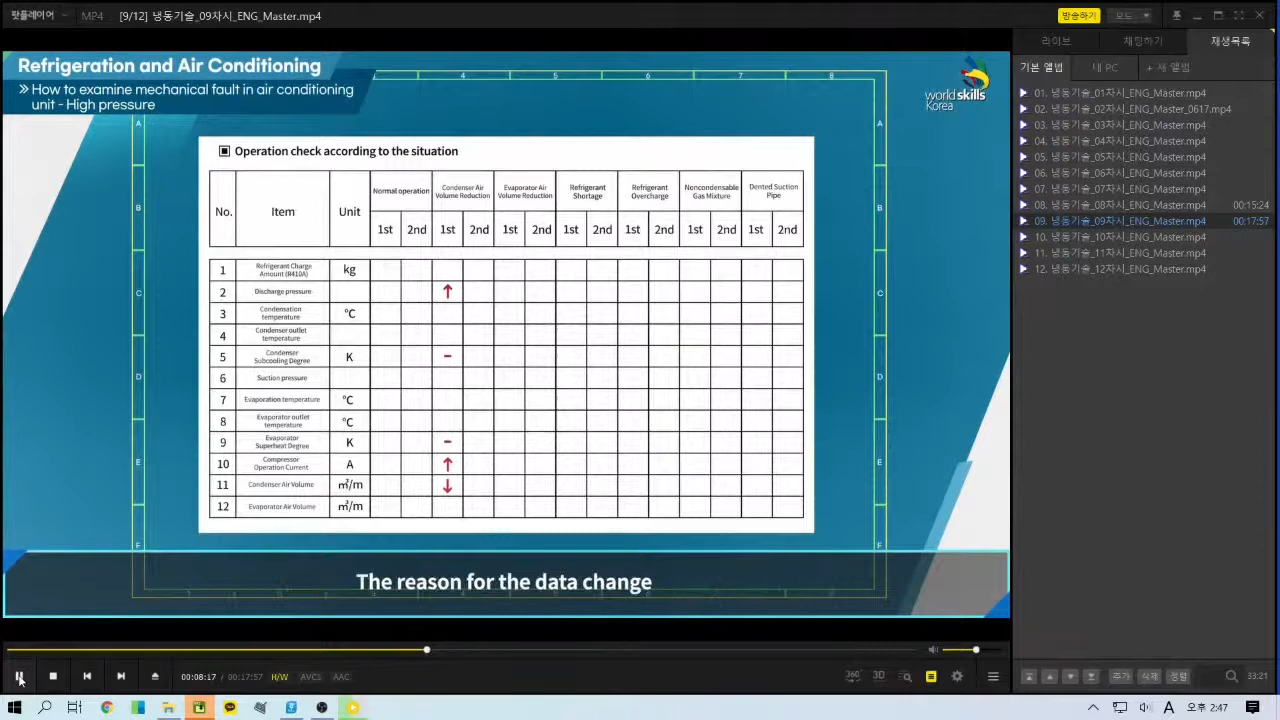 팟플레이어
MP4
[9/12] 냉동기술_09차시_ENG_Master.mp4
방송하기
모드
라이브
채팅하기
재생목록
기본 앨범
내 PC
+ 새 앨범
01. 냉동기술_01차시_ENG_Master.mp4
02. 냉동기술_02차시_ENG_Master_0617.mp4
03. 냉동기술_03차시_ENG_Master.mp4
04. 냉동기술_04차시_ENG_Master.mp4
05. 냉동기술_05차시_ENG_Master.mp4
06. 냉동기술_06차시_ENG_Master.mp4
07. 냉동기술_07차시_ENG_Master.mp4
08. 냉동기술_08차시_ENG_Master.mp4 00:15:24
09. 냉동기술_09차시_ENG_Master.mp4 00:17:57
10. 냉동기술_10차시_ENG_Master.mp4
11. 냉동기술_11차시_ENG_Master.mp4
12. 냉동기술_12차시_ENG_Master.mp4
Refrigeration and Air Conditioning
» How to examine mechanical fault in air conditioning
unit - High pressure
world skills
Korea
4 5 6 7 8
A A
B B
C C
D D
E E
F F
▣ Operation check according to the situation
No. Item Unit
Normal operation
Condenser Air
Volume Reduction
Evaporator Air
Volume Reduction
Refrigerant
Shortage
Refrigerant
Overcharge
Noncondensable
Gas Mixture
Dented Suction
Pipe
1st 2nd 1st 2nd 1st 2nd 1st 2nd 1st 2nd 1st 2nd 1st 2nd
1 Refrigerant Charge
Amount (R410A) kg
2 Discharge pressure ↑
3 Condensation
temperature °C
4 Condenser outlet
temperature
5 Condenser
Subcooling Degree K -
6 Suction pressure
7 Evaporation temperature °C
8 Evaporator outlet
temperature °C
9 Evaporator
Superheat Degree K -
10 Compressor
Operation Current A ↑
11 Condenser Air Volume ㎥/m ↓
12 Evaporator Air Volume ㎥/m
The reason for the data change
00:08:17 / 00:17:57 H/W AVC1 AAC
360° 3D
추가 삭제 정렬
33:21
A 오후 2:47